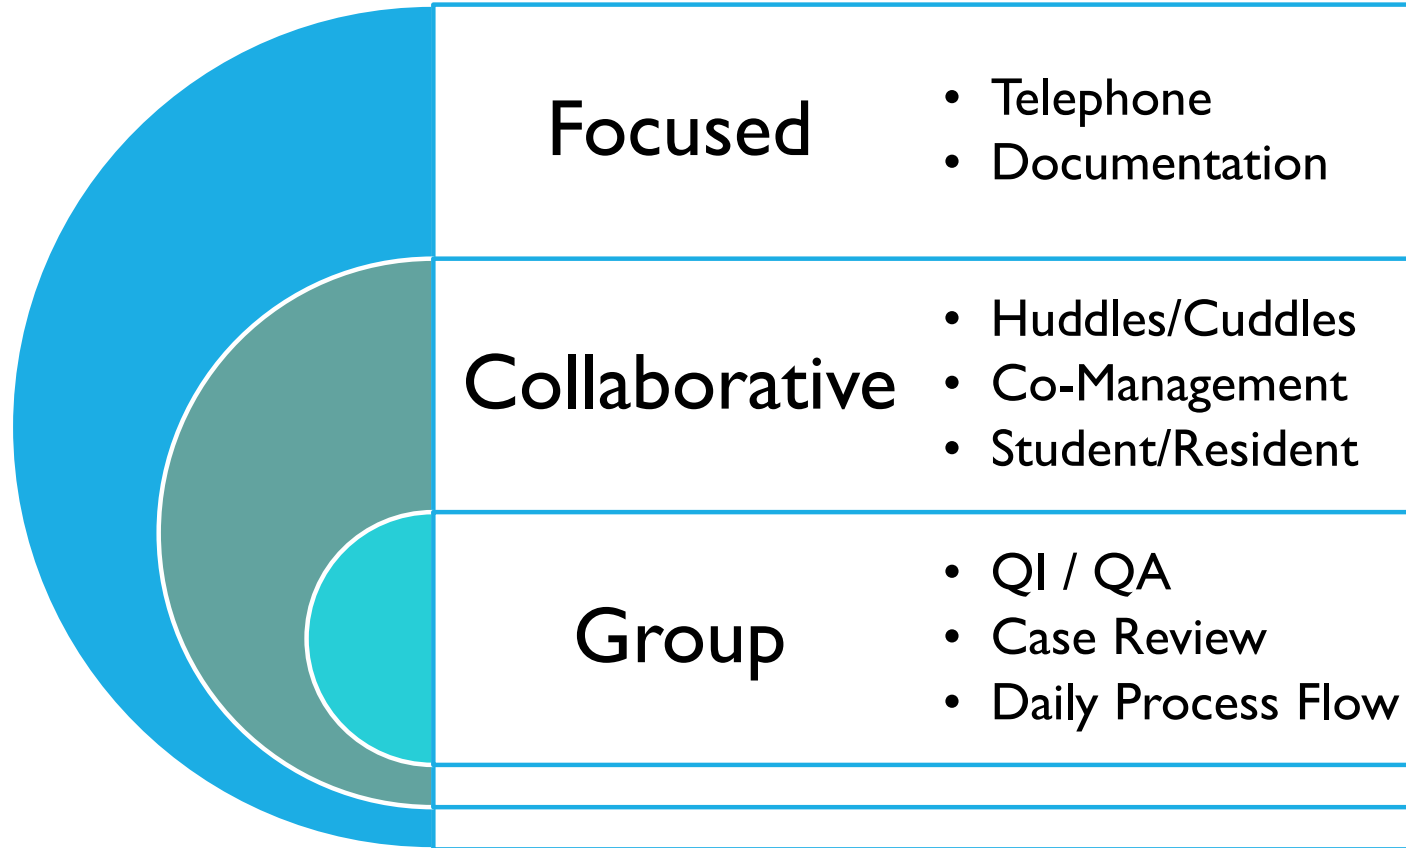 Focused
• Telephone
• Documentation
Collaborative
• Huddles/Cuddles
• Co-Management
• Student/Resident
Group
• QI / QA
• Case Review
• Daily Process Flow